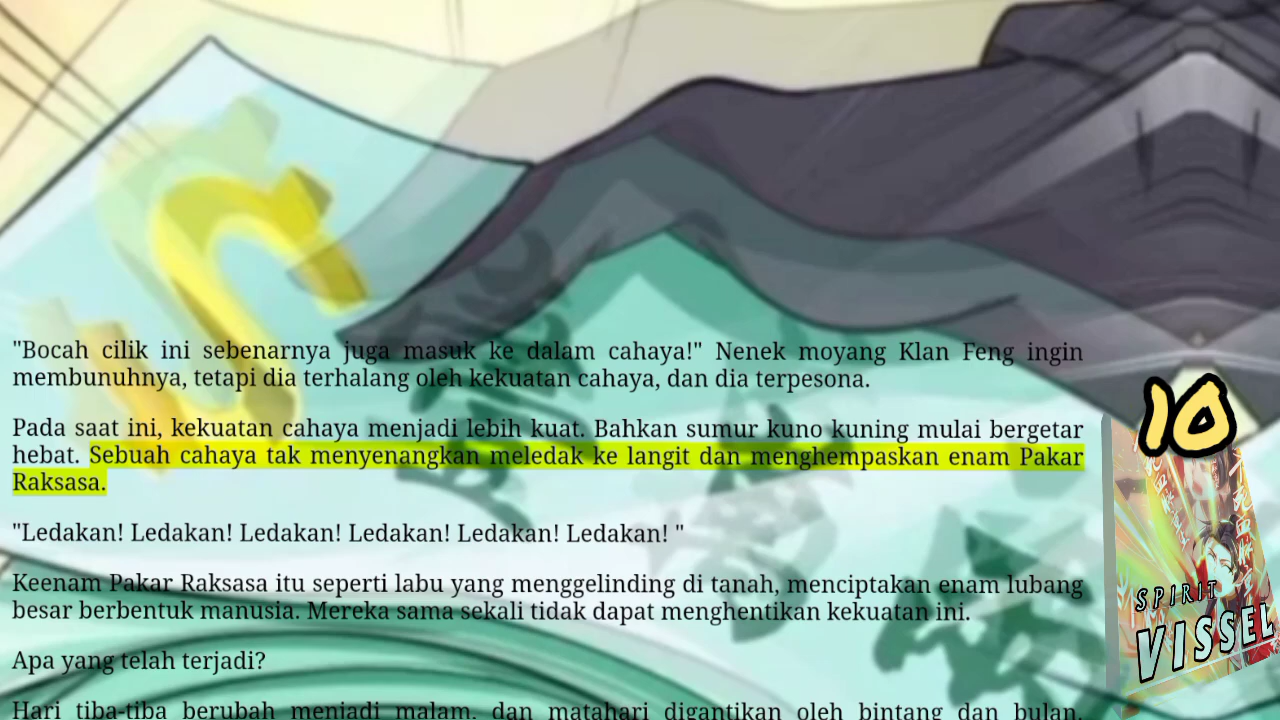 "Bocah cilik ini sebenarnya juga masuk ke dalam cahaya!" Nenek moyang Klan Feng ingin
membunuhnya, tetapi dia terhalang oleh kekuatan cahaya, dan dia terpesona.
Pada saat ini, kekuatan cahaya menjadi lebih kuat. Bahkan sumur kuno kuning mulai bergetar
hebat. Sebuah cahaya tak menyenangkan meledak ke langit dan menghempaskan enam Pakar
Raksasa.
"Ledakan! Ledakan! Ledakan! Ledakan! Ledakan! Ledakan! "
Keenam Pakar Raksasa itu seperti labu yang menggelinding di tanah, menciptakan enam lubang
besar berbentuk manusia. Mereka sama sekali tidak dapat menghentikan kekuatan ini.
Apa yang telah terjadi?
Hari tiba-tiba berubah menjadi malam, dan matahari digantikan oleh bintang dan bulan.
10
SPIRIT
VISSEL